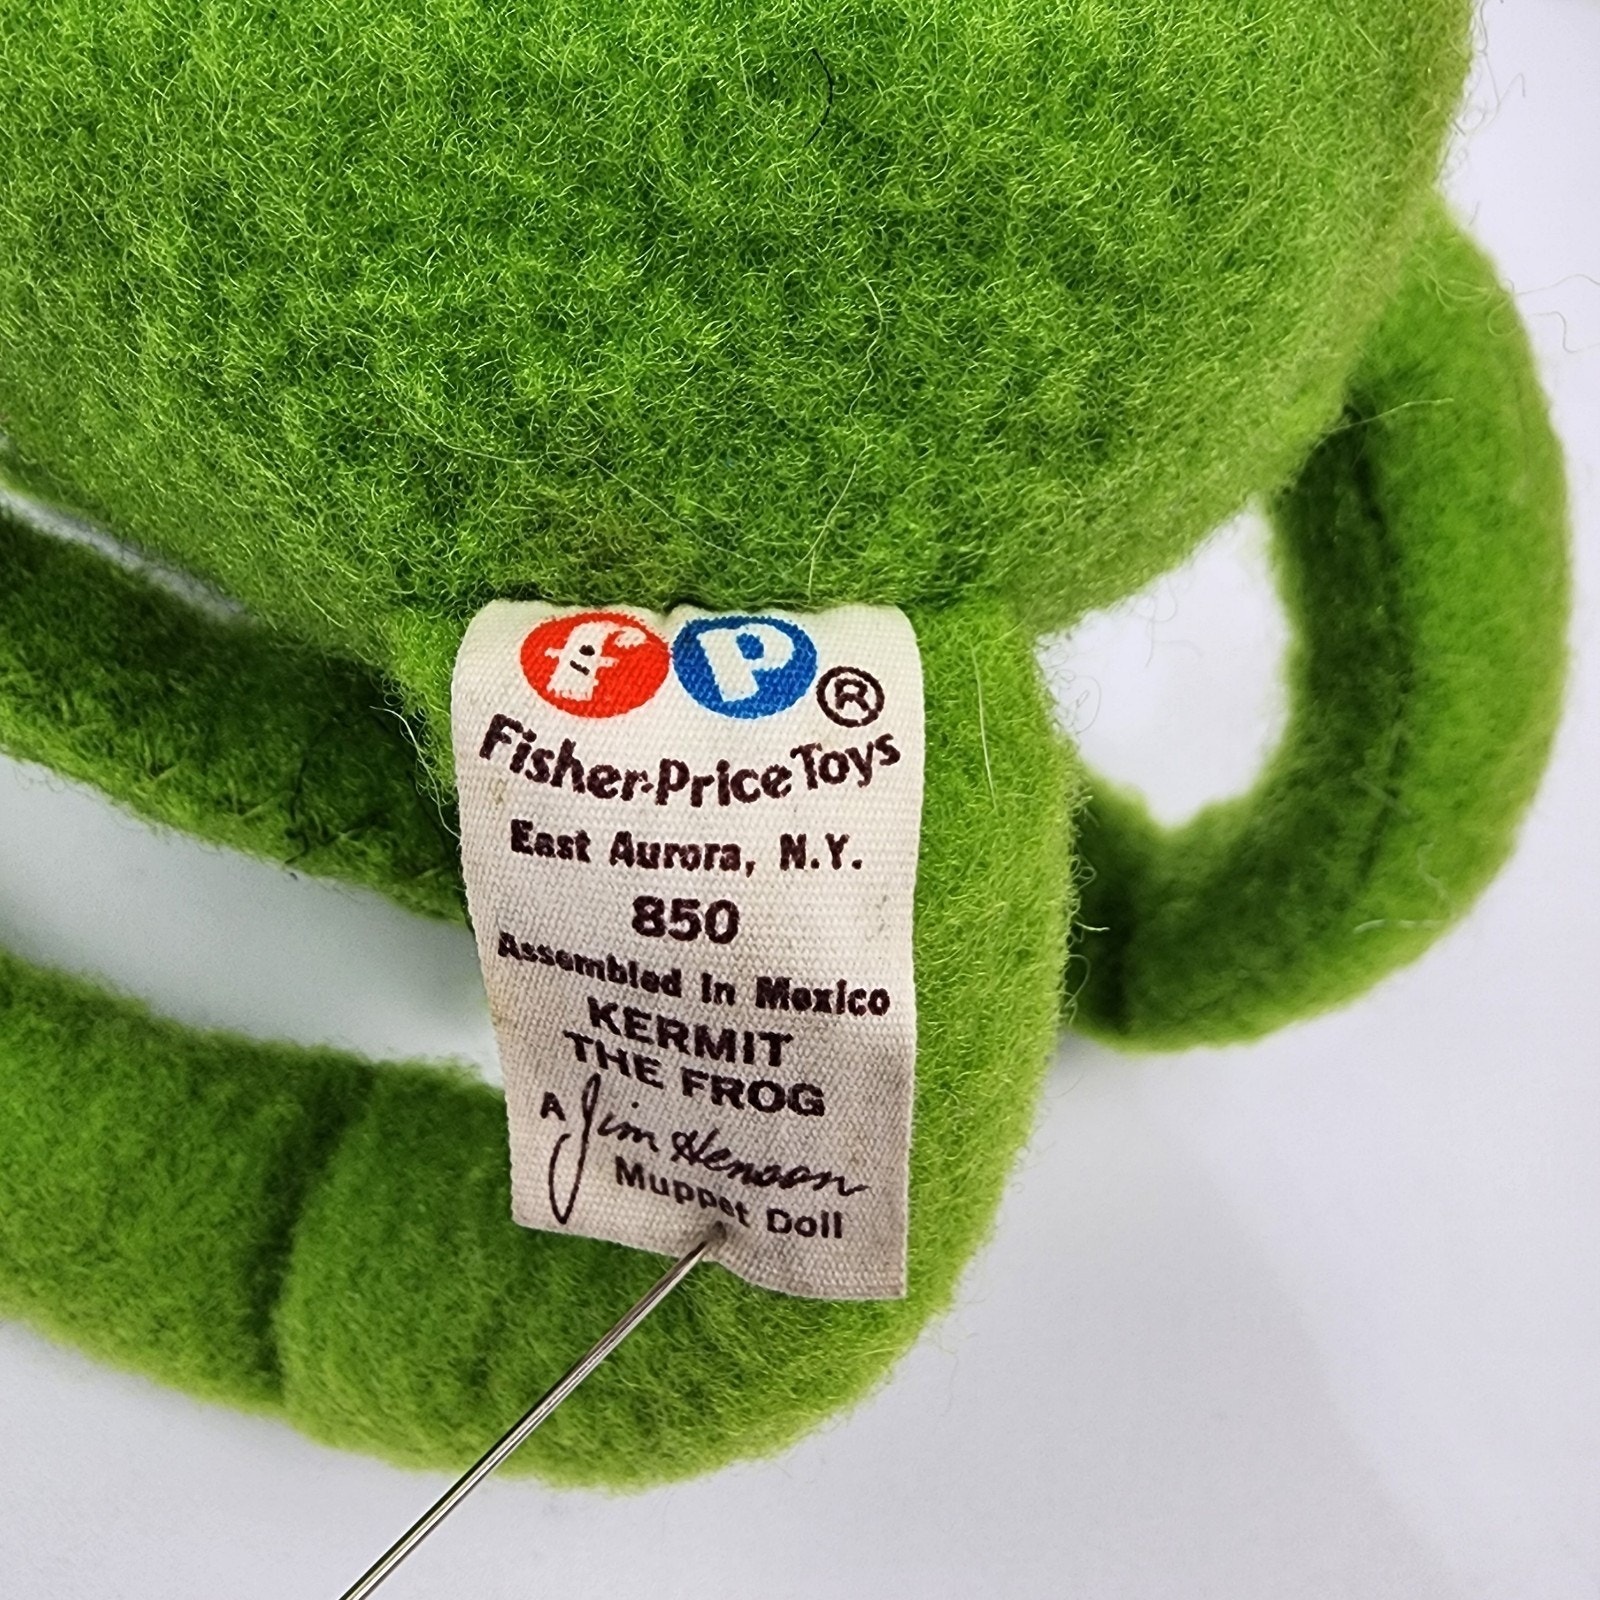 f P ®
Fisher-Price Toys
East Aurora, N.Y.
850
Assembled in Mexico
KERMIT
THE FROG
A Jim Henson
Muppet Doll